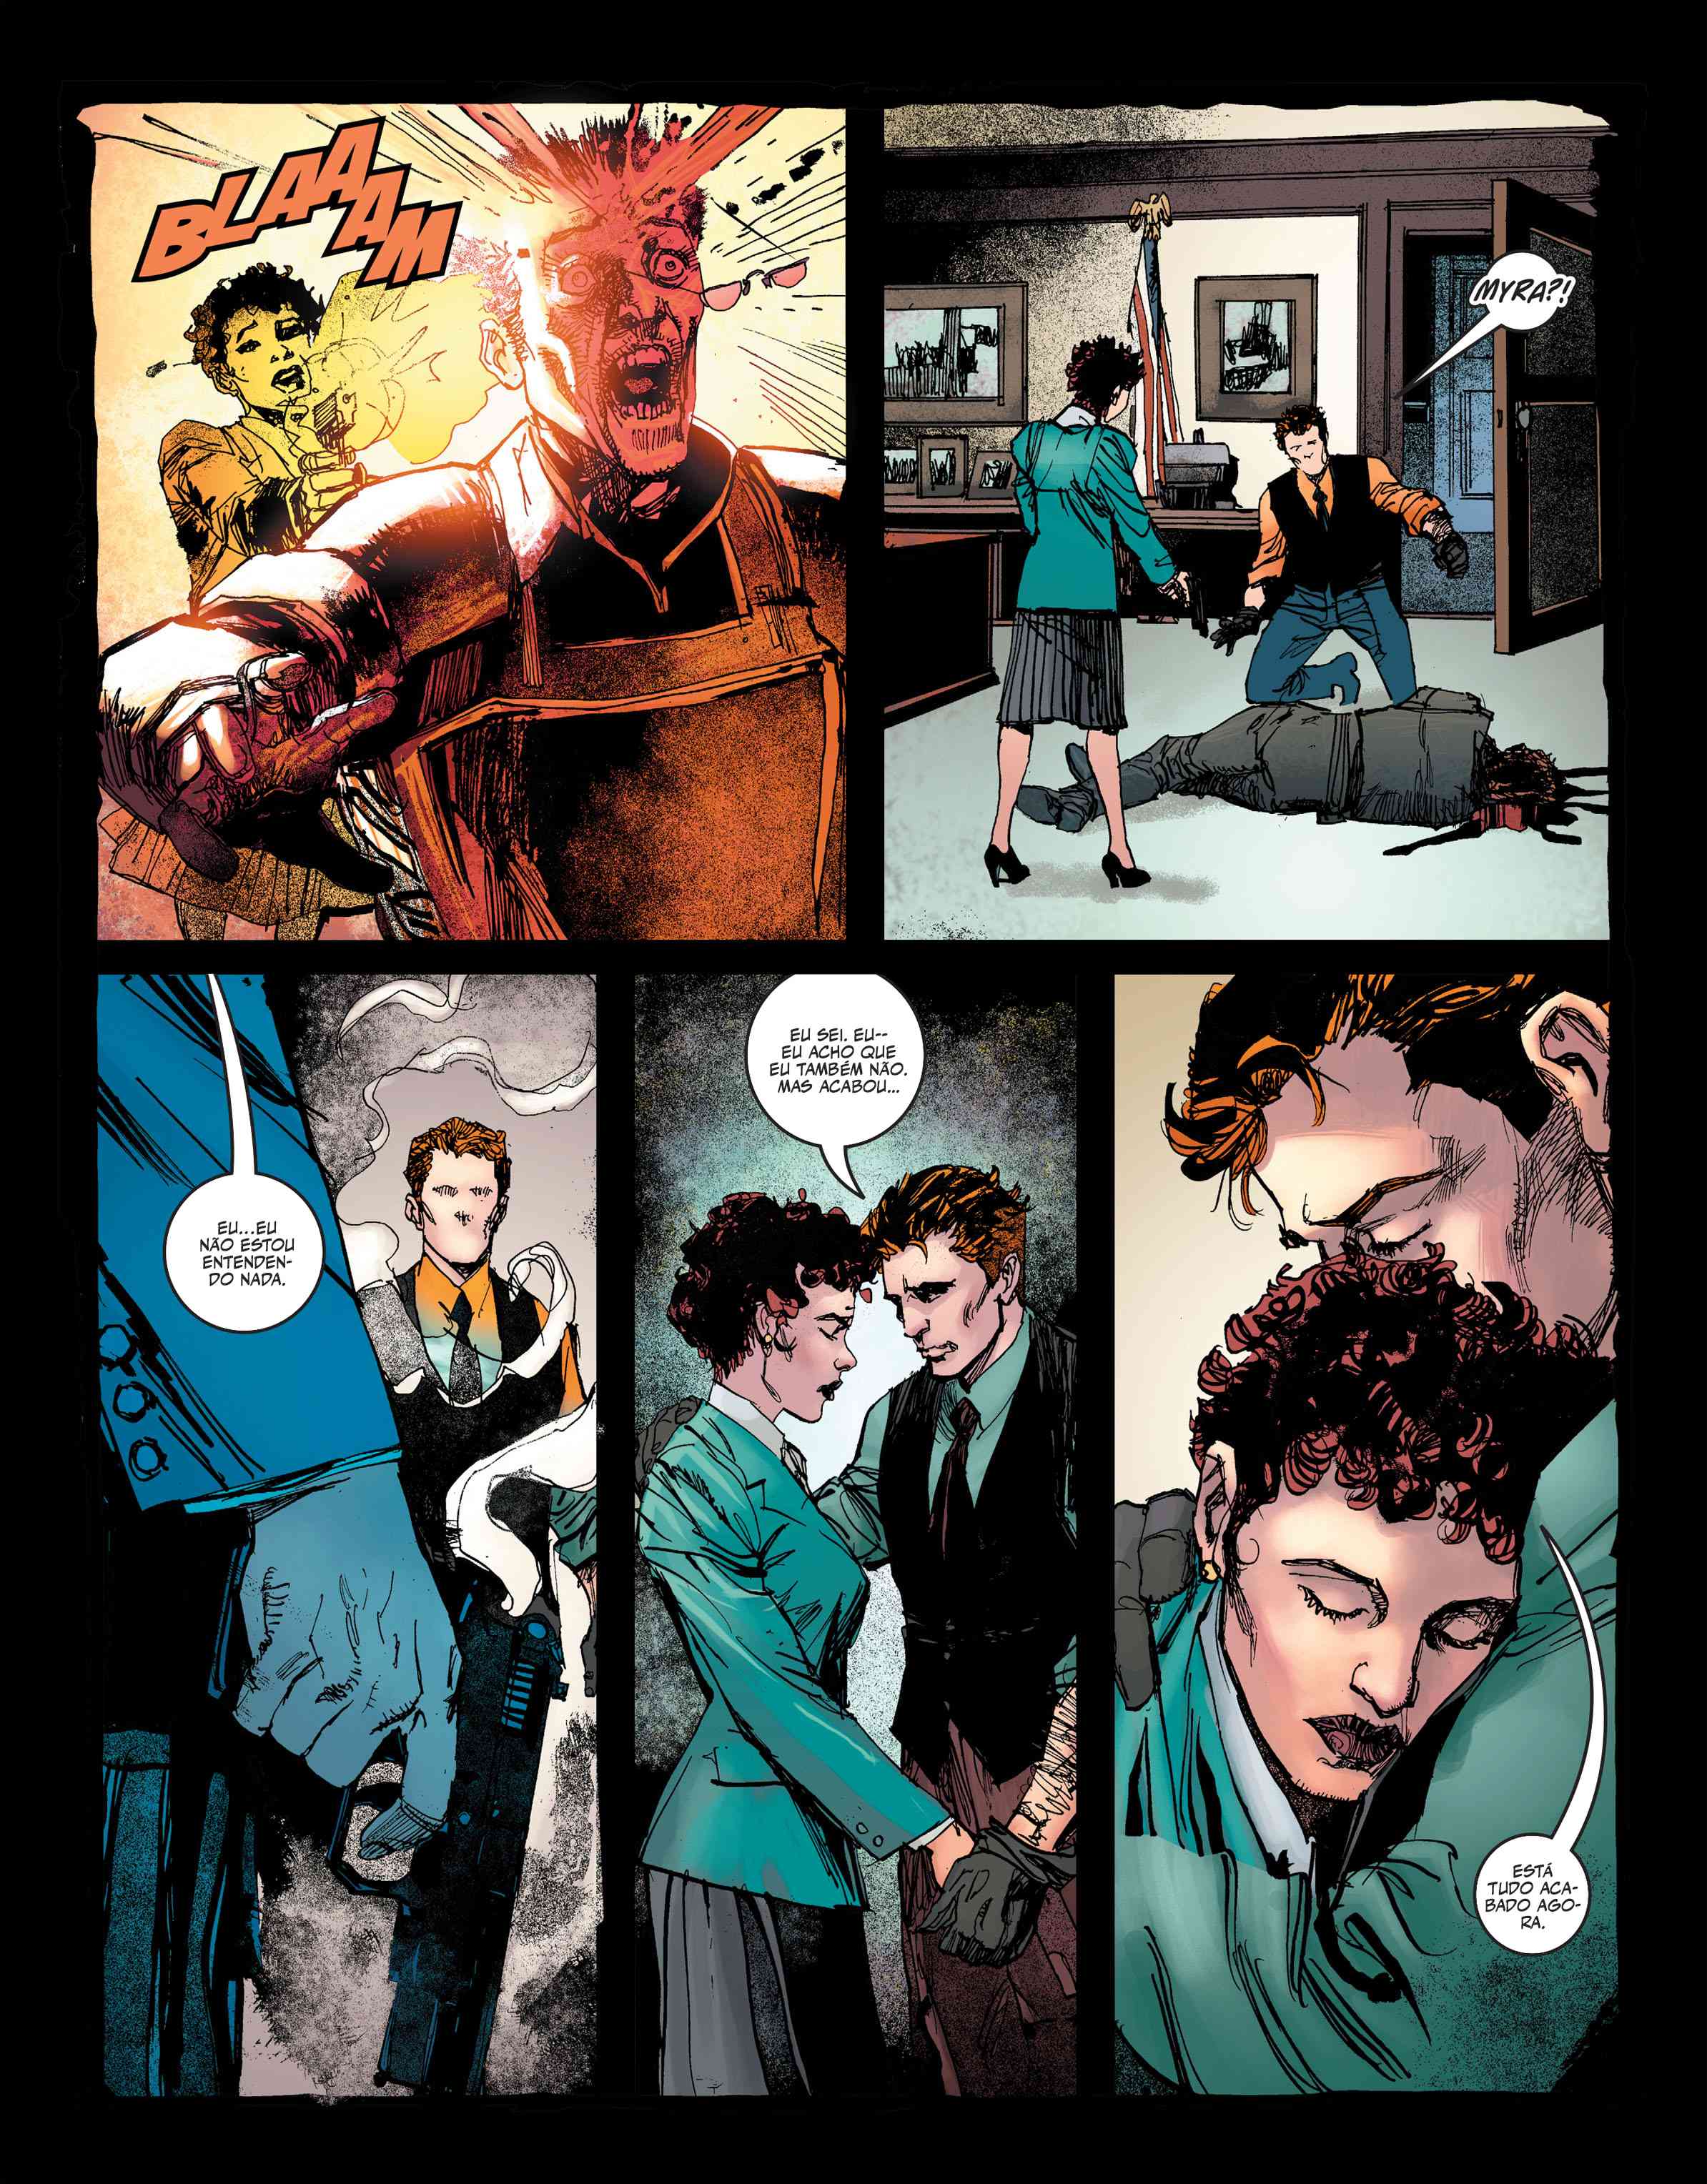 BLAAAAM
MYRA?!
EU...EU
NÃO ESTOU
ENTENDEN-
DO NADA.
EU SEI. EU--
EU ACHO QUE
EU TAMBÉM NÃO.
MAS ACABOU...
ESTÁ
TUDO ACA-
BADO AGO-
RA.